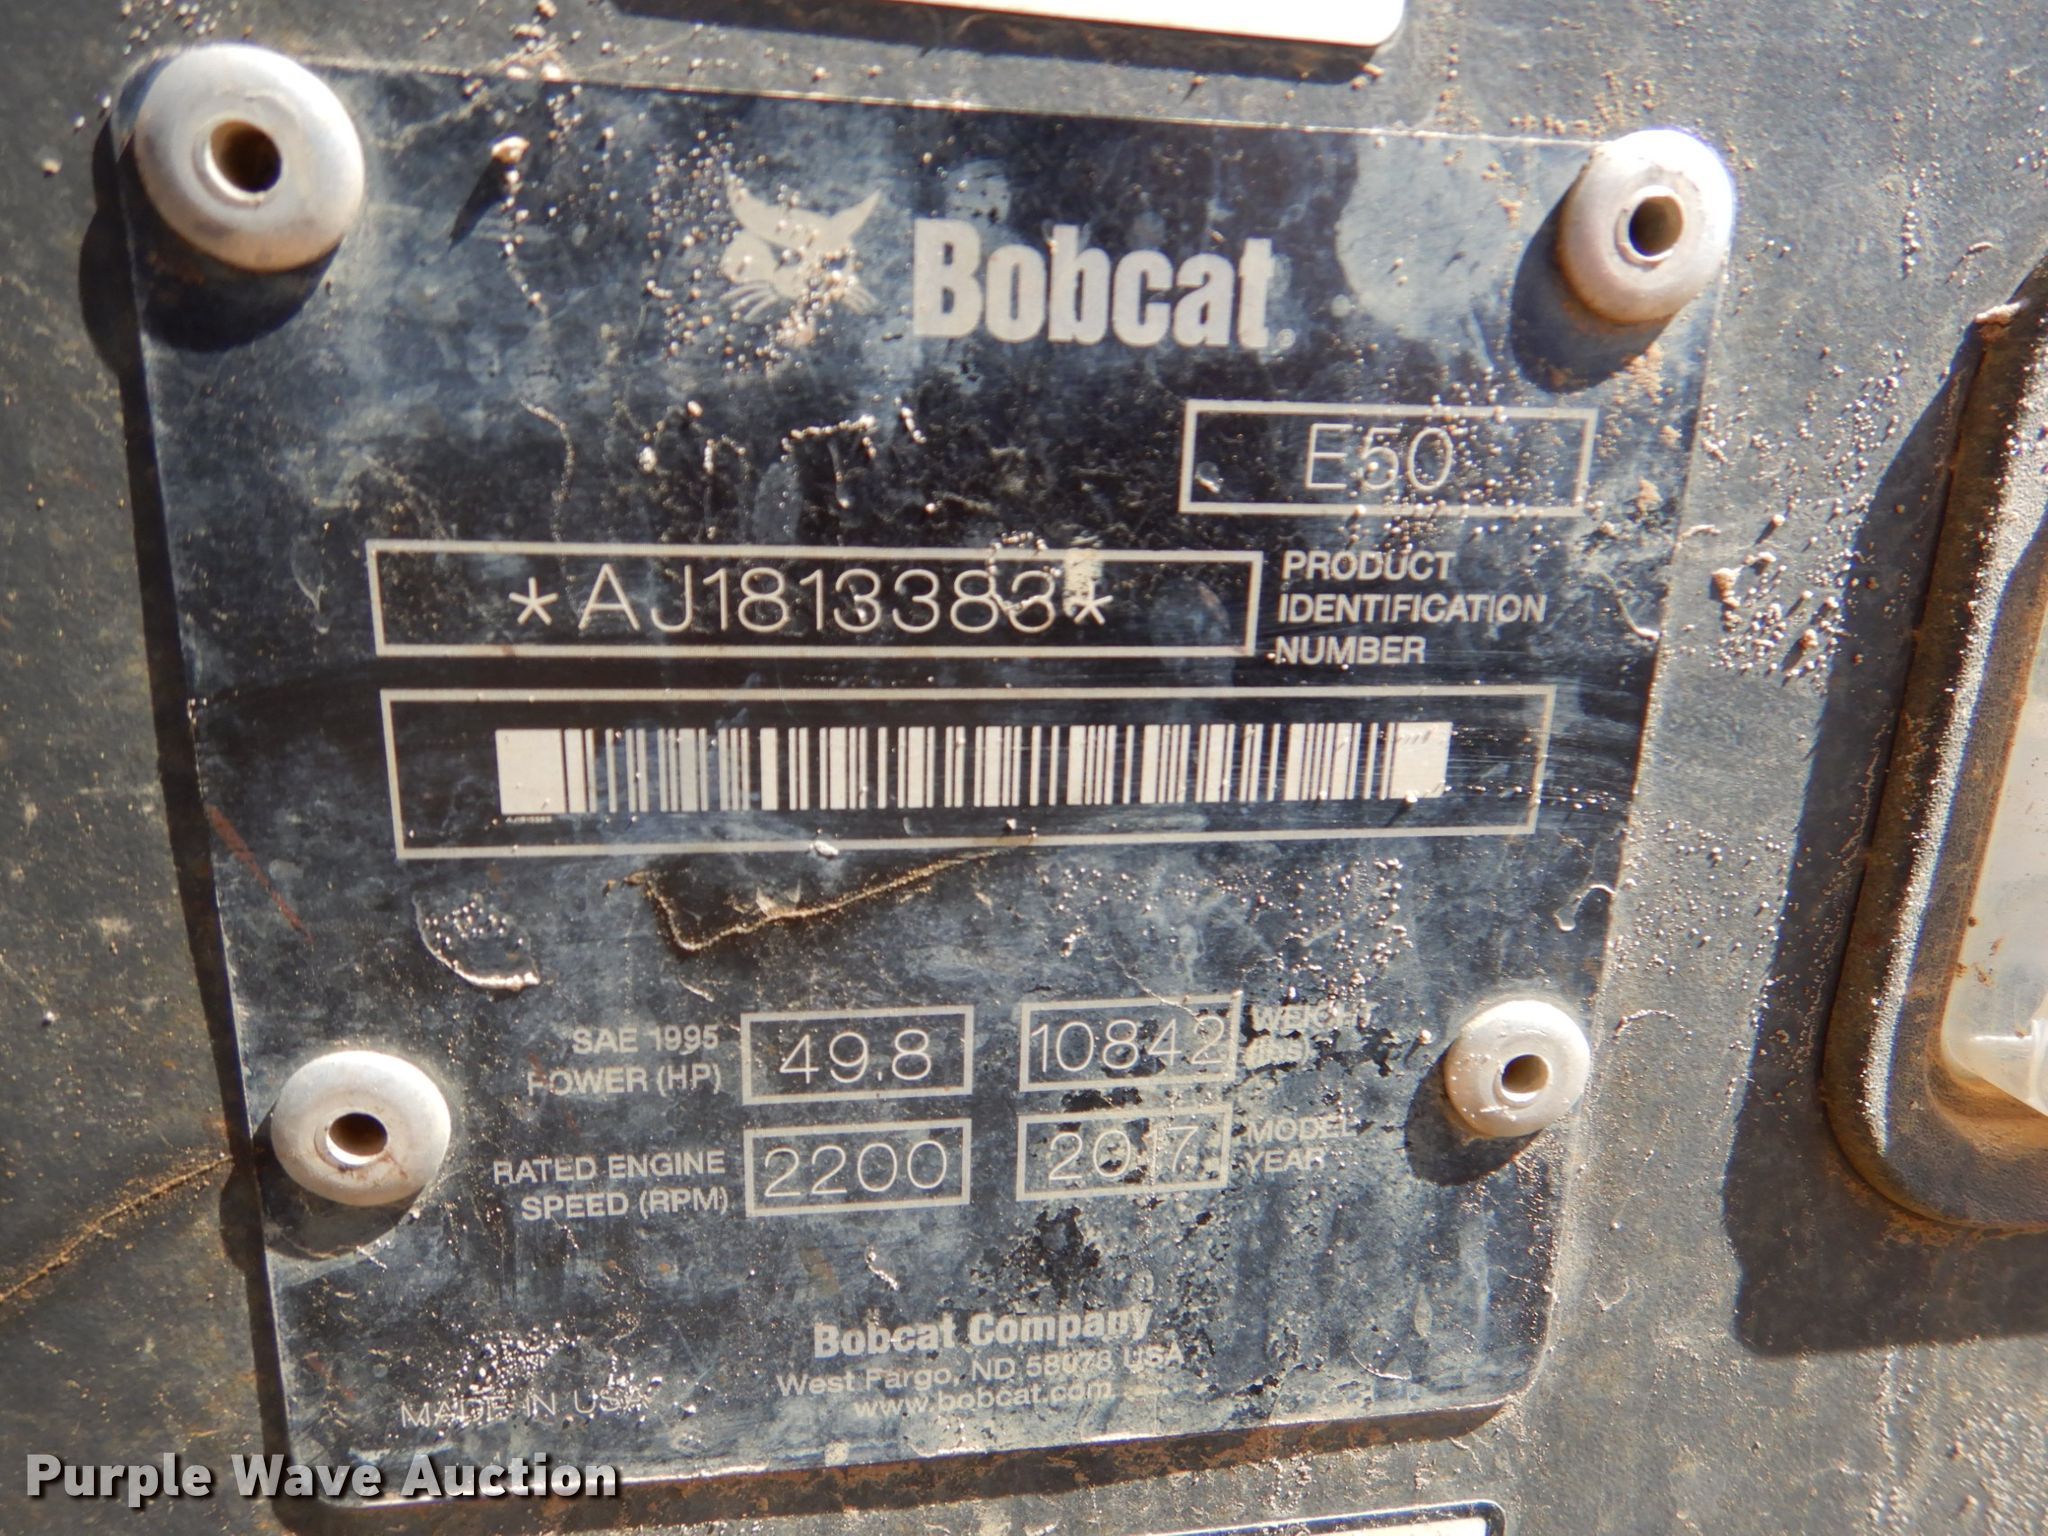 Bobcat
E50
*AJ1813383*
PRODUCT
IDENTIFICATION
NUMBER
SAE 1995
POWER (HP)
49.8
10842
WEIGHT
(lbs)
RATED ENGINE
SPEED (RPM)
2200
2017
MODEL
YEAR
Bobcat Company
West Fargo, ND 58078 USA
www.bobcat.com
MADE IN USA
Purple Wave Auction